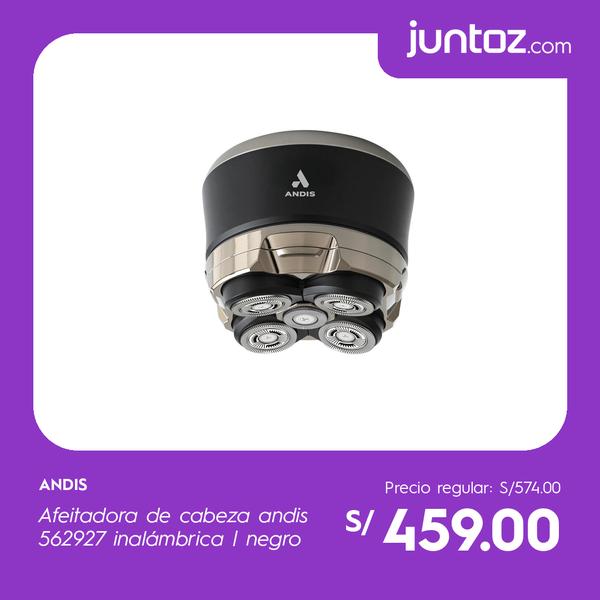 juntoz.com
ANDIS
ANDIS
Afeitadora de cabeza andis
562927 inalámbrica | negro
Precio regular: S/574.00
S/ 459.00